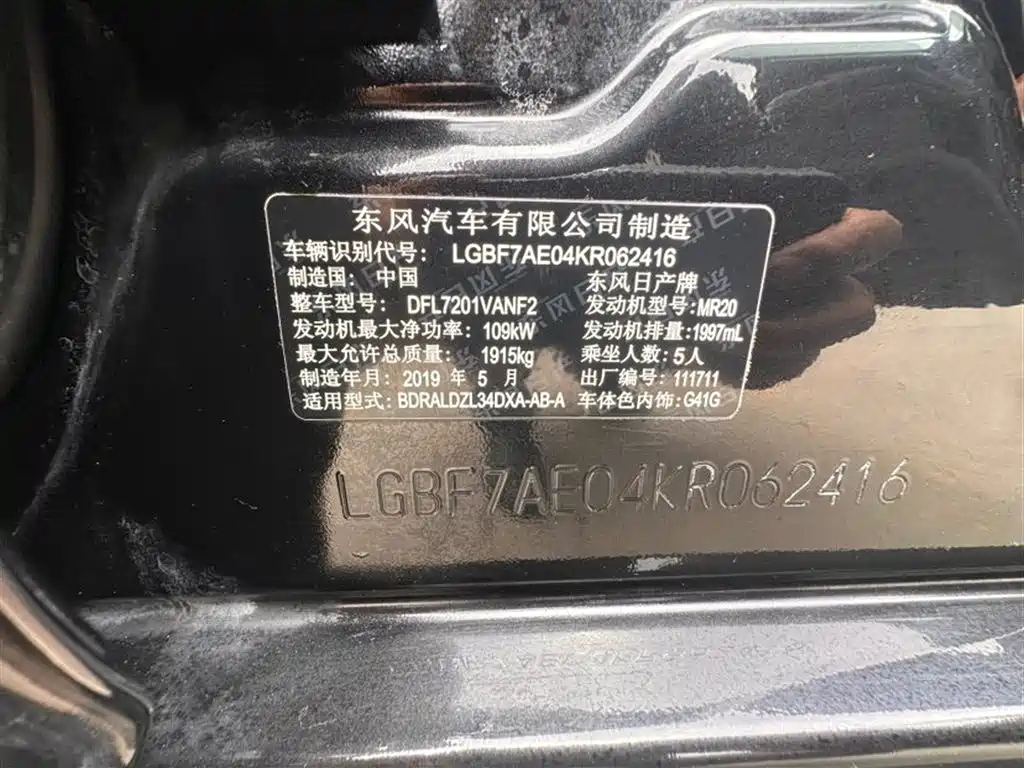 东风汽车有限公司制造
车辆识别代号: LGBF7AE04KR062416
制造国: 中国 东风日产牌
整车型号: DFL7201VANF2 发动机型号:MR20
发动机最大净功率: 109kW 发动机排量:1997mL
最大允许总质量: 1915kg 乘坐人数:5人
制造年月: 2019 年 5 月 出厂编号: 111711
适用型式: BDRALDZL34DXA-AB-A 车体色内饰: G41G
LGBF7AE04KR062416